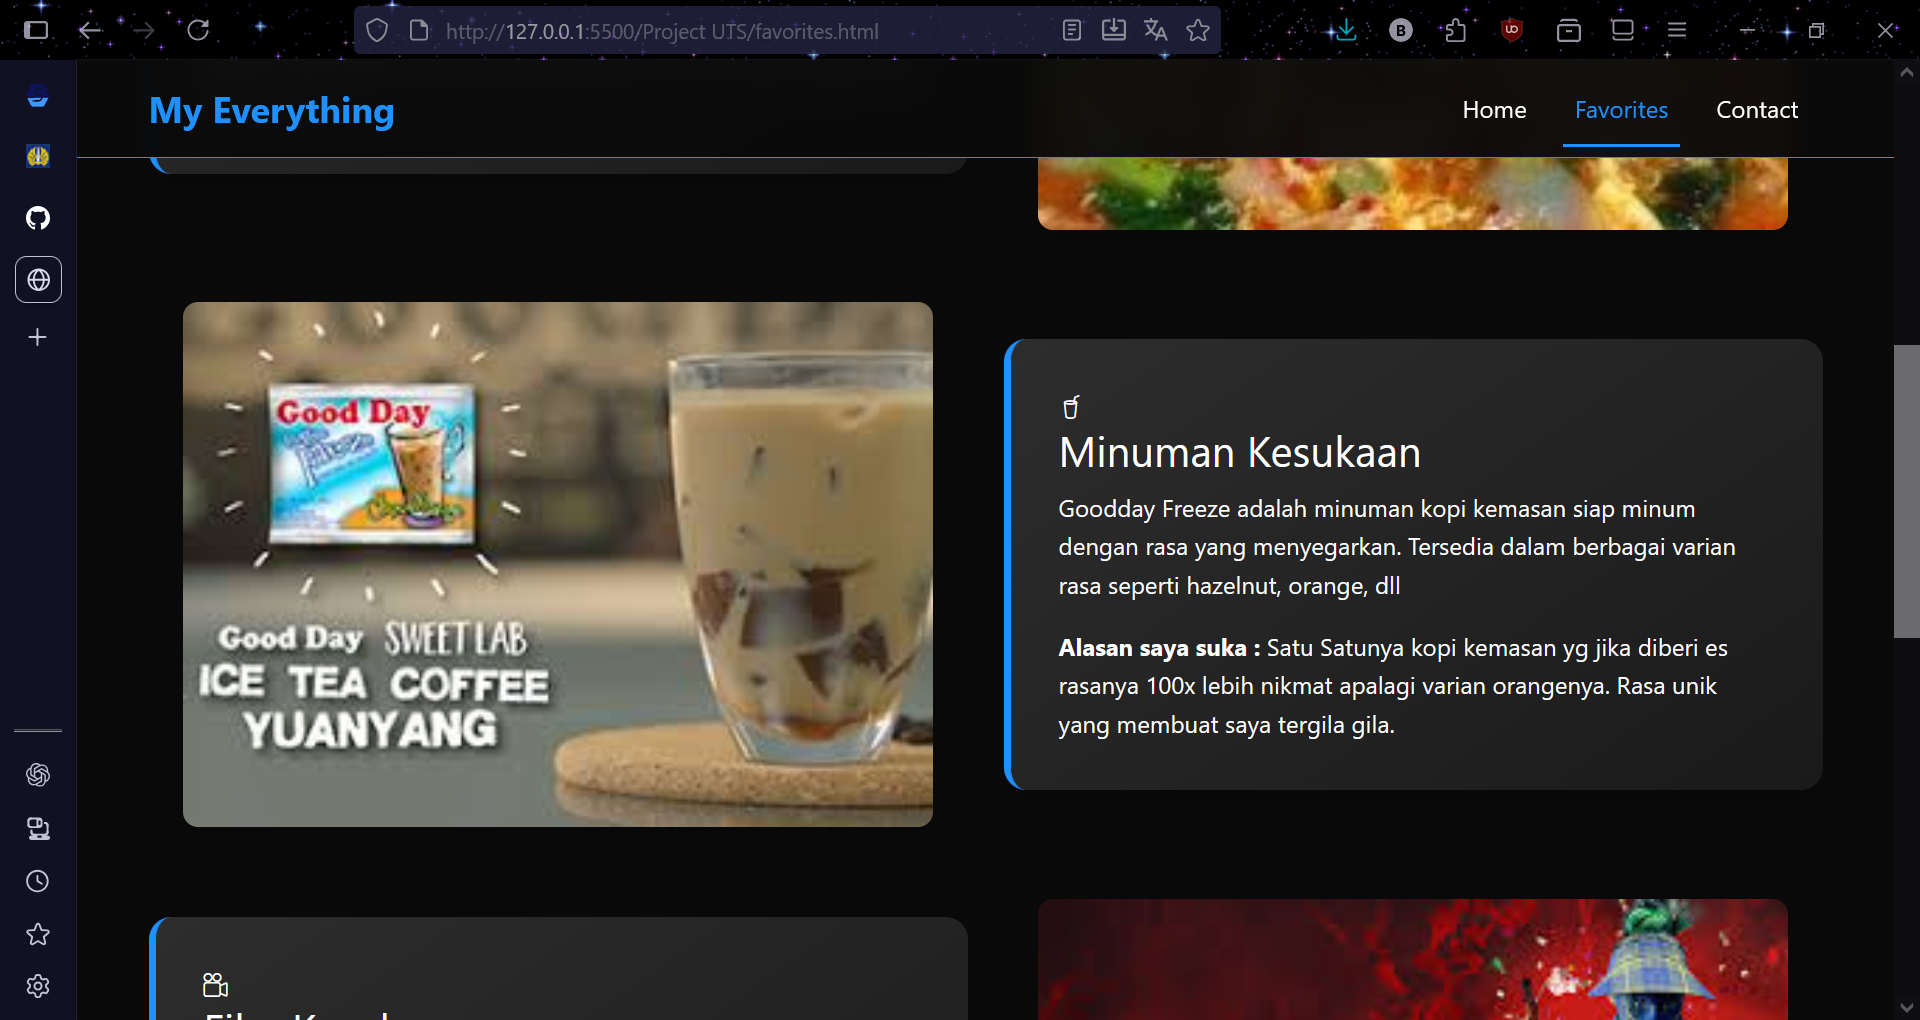 http://127.0.0.1:5500/Project UTS/favorites.html
My Everything
Home
Favorites
Contact
Good Day
Freeze
Good Day SWEET LAB
ICE TEA COFFEE
YUANYANG
Minuman Kesukaan
Goodday Freeze adalah minuman kopi kemasan siap minum
dengan rasa yang menyegarkan. Tersedia dalam berbagai varian
rasa seperti hazelnut, orange, dll
Alasan saya suka : Satu Satunya kopi kemasan yg jika diberi es
rasanya 100x lebih nikmat apalagi varian orangenya. Rasa unik
yang membuat saya tergila gila.